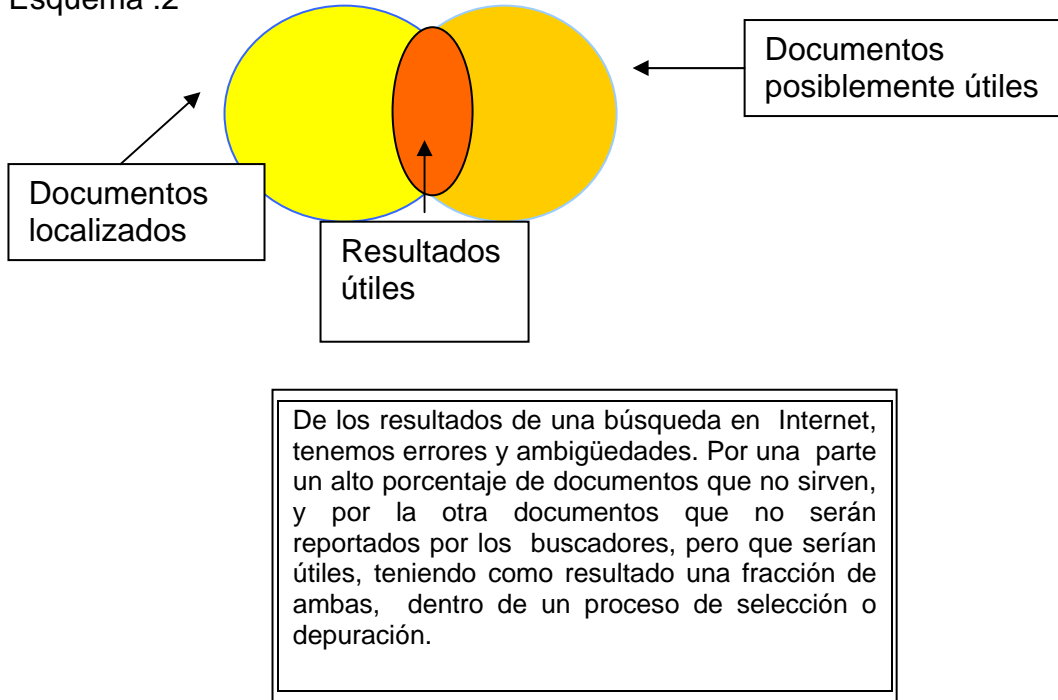 Esquema .2
Documentos
posiblemente útiles
Documentos
localizados
Resultados
útiles
De los resultados de una búsqueda en Internet,
tenemos errores y ambigüedades. Por una parte
un alto porcentaje de documentos que no sirven,
y por la otra documentos que no serán
reportados por los buscadores, pero que serían
útiles, teniendo como resultado una fracción de
ambas, dentro de un proceso de selección o
depuración.